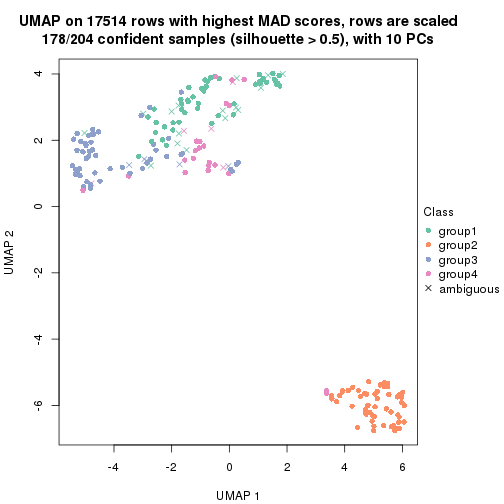 UMAP on 17514 rows with highest MAD scores, rows are scaled
178/204 confident samples (silhouette > 0.5), with 10 PCs
4
2
0
-2
-4
-6
UMAP 2
-4
-2
0
2
4
6
UMAP 1
Class
group1
group2
group3
group4
ambiguous